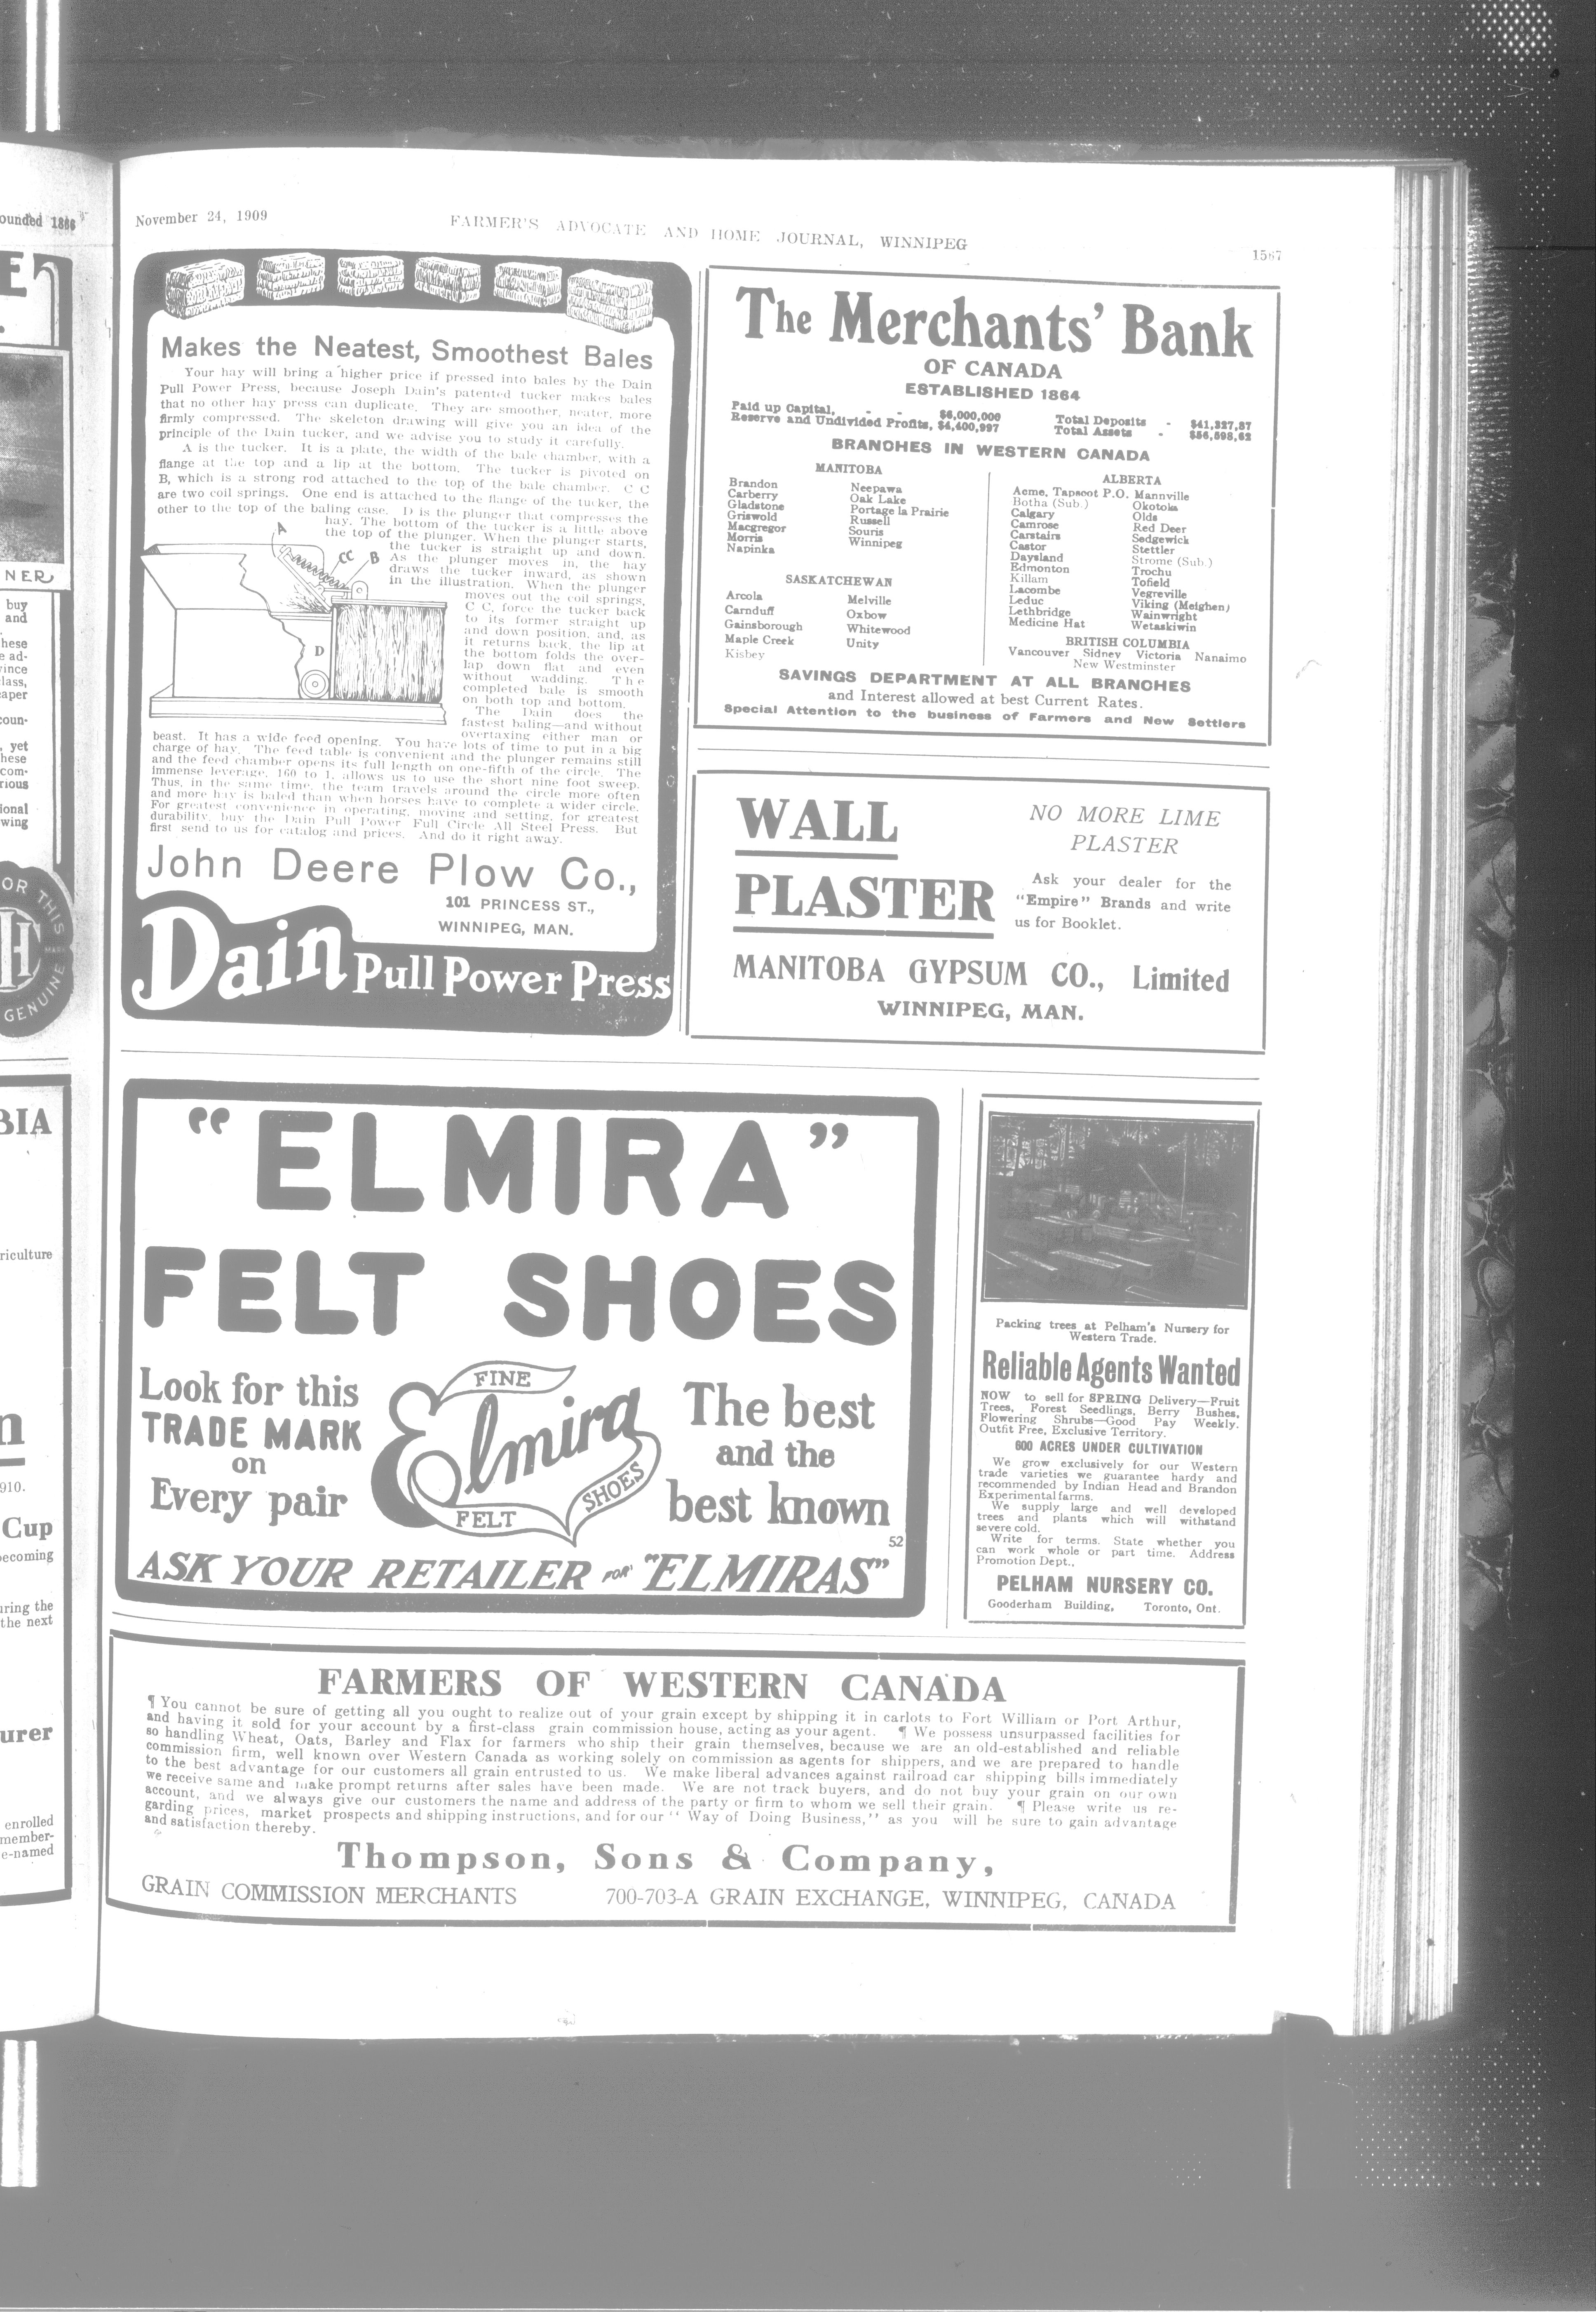 November 24, 1909
FARMER'S ADVOCATE AND HOME JOURNAL, WINNIPEG
1567
Makes the Neatest, Smoothest Bales
Your hay will bring a higher price if pressed into bales by the Dain
Pull Power Press, because Joseph Dain's patented tucker makes bales
that no other hay press can duplicate. They are smoother, neater, more
firmly compressed. The skeleton drawing will give you an idea of the
principle of the Dain tucker, and we advise you to study it carefully.
A is the tucker. It is a plate, the width of the bale chamber, with a
flange at the top and a lip at the bottom. The tucker is pivoted on
B, which is a strong rod attached to the top of the bale chamber. C C
are two coil springs. One end is attached to the flange of the tucker, the
other to the top of the baling case. D is the plunger that compresses the
hay. The bottom of the tucker is a little above
the top of the plunger. When the plunger starts,
the tucker is straight up and down.
As the plunger moves in, the hay
draws the tucker inward, as shown
in the illustration. When the plunger
moves out the coil springs,
C C, force the tucker back
to its former straight up
and down position, and, as
it returns back, the lip at
the bottom folds the over-
lap down flat and even
without wadding. The
completed bale is smooth
on both top and bottom.
The Dain does the
fastest baling—and without
overtaxing either man or
beast. It has a wide feed opening. You have lots of time to put in a big
charge of hay. The feed table is convenient and the plunger remains still
and the feed chamber opens its full length on one-fifth of the circle. The
immense leverage, 160 to 1, allows us to use the short nine foot sweep.
Thus, in the same time, the team travels around the circle more often
and more hay is baled than when horses have to complete a wider circle.
For greatest convenience in operating, moving and setting, for greatest
durability, buy the Dain Pull Power Full Circle All Steel Press. But
first send to us for catalog and prices. And do it right away.
A
CC
B
D
John Deere Plow Co.,
101 PRINCESS ST.,
WINNIPEG, MAN.
Dain Pull Power Press
The Merchants' Bank
OF CANADA
ESTABLISHED 1864
Paid up Capital, - - $6,000,000
Reserve and Undivided Profits, $4,400,997
Total Deposits - $41,327,87
Total Assets - $56,598,62
BRANCHES IN WESTERN CANADA
MANITOBA
Brandon
Carberry
Gladstone
Griswold
Macgregor
Morris
Napinka
Neepawa
Oak Lake
Portage la Prairie
Russell
Souris
Winnipeg
SASKATCHEWAN
Arcola
Carnduff
Gainsborough
Maple Creek
Kisbey
Melville
Oxbow
Whitewood
Unity
ALBERTA
Acme, Tapscot P.O.
Botha (Sub.)
Calgary
Camrose
Carstairs
Castor
Daysland
Edmonton
Killam
Lacombe
Leduc
Lethbridge
Medicine Hat
Mannville
Okotoks
Olds
Red Deer
Sedgewick
Stettler
Strome (Sub.)
Trochu
Tofield
Vegreville
Viking (Meighen)
Wainwright
Wetaskiwin
BRITISH COLUMBIA
Vancouver Sidney Victoria Nanaimo
New Westminster
SAVINGS DEPARTMENT AT ALL BRANCHES
and Interest allowed at best Current Rates.
Special Attention to the business of Farmers and New Settlers
WALL
PLASTER
NO MORE LIME
PLASTER
Ask your dealer for the
"Empire" Brands and write
us for Booklet.
MANITOBA GYPSUM CO., Limited
WINNIPEG, MAN.
"ELMIRA"
FELT SHOES
Look for this
TRADE MARK
on
Every pair
FINE
Elmira
FELT
SHOES
The best
and the
best known
52
ASK YOUR RETAILER FOR "ELMIRAS"
Packing trees at Pelham's Nursery for
Western Trade.
Reliable Agents Wanted
NOW to sell for SPRING Delivery—Fruit
Trees, Forest Seedlings, Berry Bushes,
Flowering Shrubs—Good Pay Weekly.
Outfit Free, Exclusive Territory.
600 ACRES UNDER CULTIVATION
We grow exclusively for our Western
trade varieties we guarantee hardy and
recommended by Indian Head and Brandon
Experimental farms.
We supply large and well developed
trees and plants which will withstand
severe cold.
Write for terms. State whether you
can work whole or part time. Address
Promotion Dept.,
PELHAM NURSERY CO.
Gooderham Building, Toronto, Ont.
FARMERS OF WESTERN CANADA
¶ You cannot be sure of getting all you ought to realize out of your grain except by shipping it in carlots to Fort William or Port Arthur,
and having it sold for your account by a first-class grain commission house, acting as your agent. ¶ We possess unsurpassed facilities for
so handling Wheat, Oats, Barley and Flax for farmers who ship their grain themselves, because we are an old-established and reliable
commission firm, well known over Western Canada as working solely on commission as agents for shippers, and we are prepared to handle
to the best advantage for our customers all grain entrusted to us. We make liberal advances against railroad car shipping bills immediately
we receive same and make prompt returns after sales have been made. We are not track buyers, and do not buy your grain on our own
account, and we always give our customers the name and address of the party or firm to whom we sell their grain. ¶ Please write us re-
garding prices, market prospects and shipping instructions, and for our "Way of Doing Business," as you will be sure to gain advantage
and satisfaction thereby.
Thompson, Sons & Company,
GRAIN COMMISSION MERCHANTS 700-703-A GRAIN EXCHANGE, WINNIPEG, CANADA